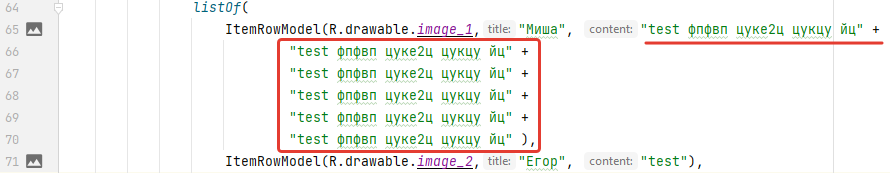 64 listOf(
65 ItemRowModel(R.drawable.image_1, title: "Миша", content: "test фпфвп цуке2ц цукцу йц" +
66 "test фпфвп цуке2ц цукцу йц" +
67 "test фпфвп цуке2ц цукцу йц" +
68 "test фпфвп цуке2ц цукцу йц" +
69 "test фпфвп цуке2ц цукцу йц" +
70 "test фпфвп цуке2ц цукцу йц" ),
71 ItemRowModel(R.drawable.image_2, title: "Егор", content: "test"),